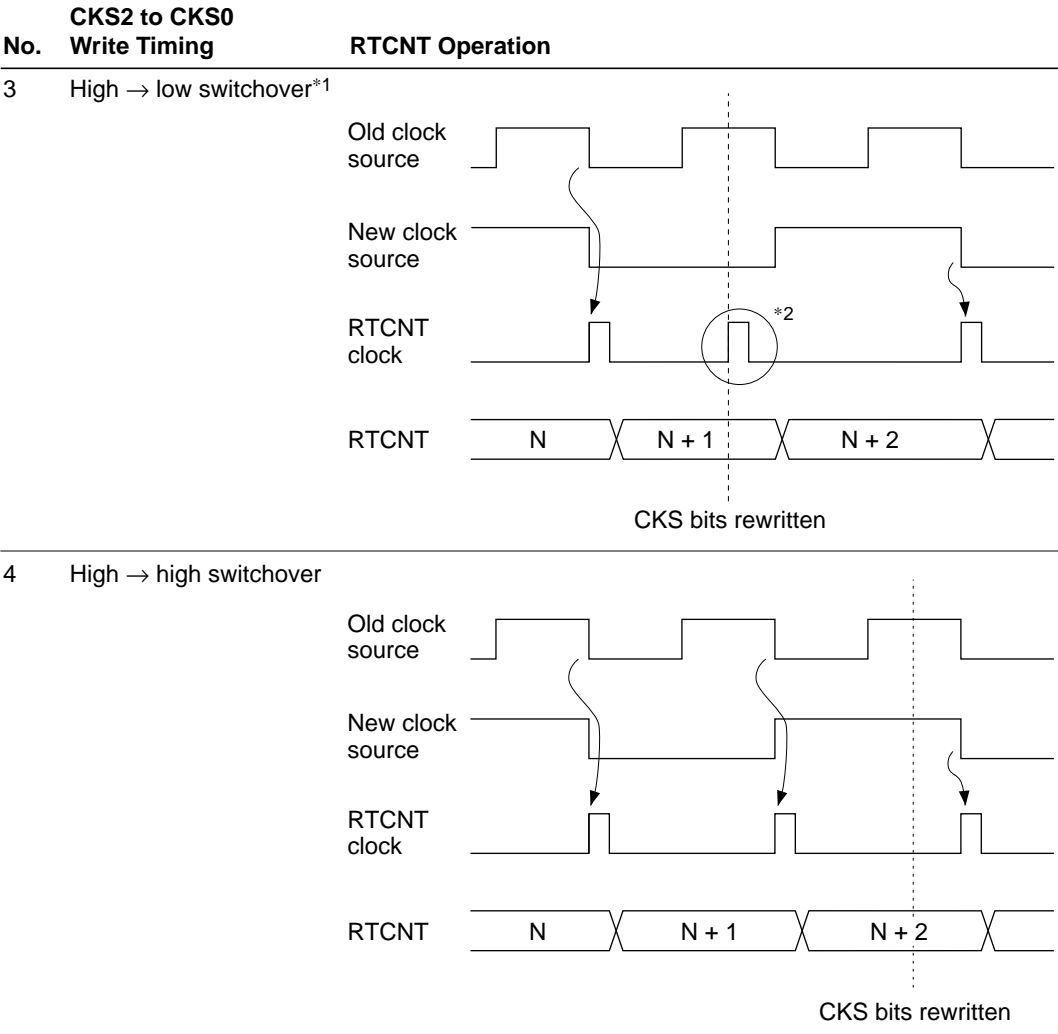 CKS2 to CKS0
No. Write Timing RTCNT Operation
3 High → low switchover*1
Old clock
source
New clock
source
RTCNT
clock
*2
RTCNT N N + 1 N + 2
CKS bits rewritten
4 High → high switchover
Old clock
source
New clock
source
RTCNT
clock
RTCNT N N + 1 N + 2
CKS bits rewritten